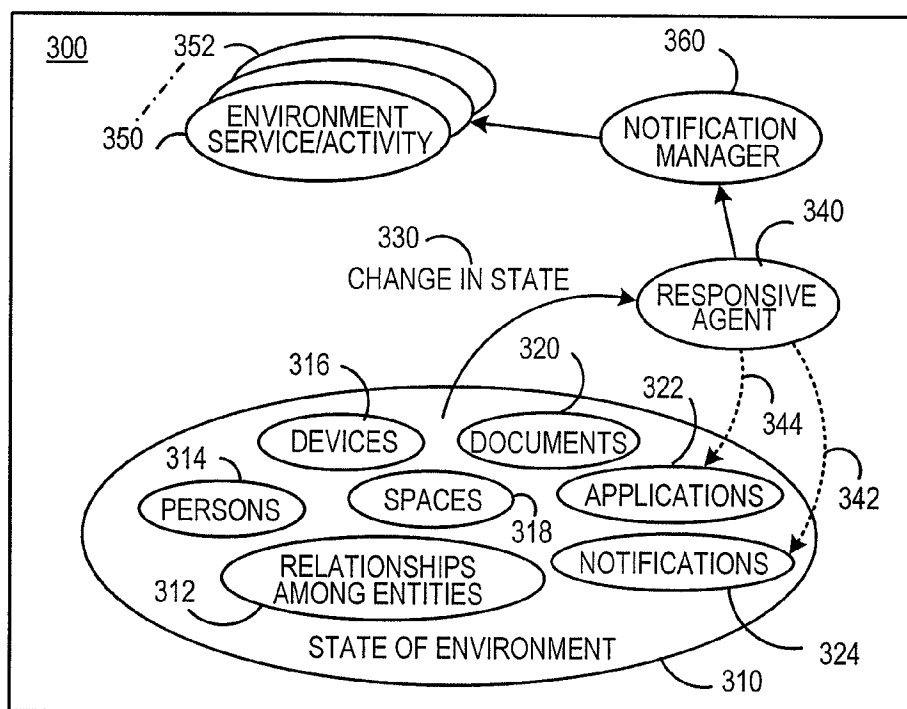 300
352
360
350
ENVIRONMENT
SERVICE/ACTIVITY
NOTIFICATION
MANAGER
340
330
CHANGE IN STATE
RESPONSIVE
AGENT
316
320
322
344
DEVICES
DOCUMENTS
314
342
PERSONS
SPACES
318
APPLICATIONS
RELATIONSHIPS
AMONG ENTITIES
NOTIFICATIONS
312
STATE OF ENVIRONMENT
324
310